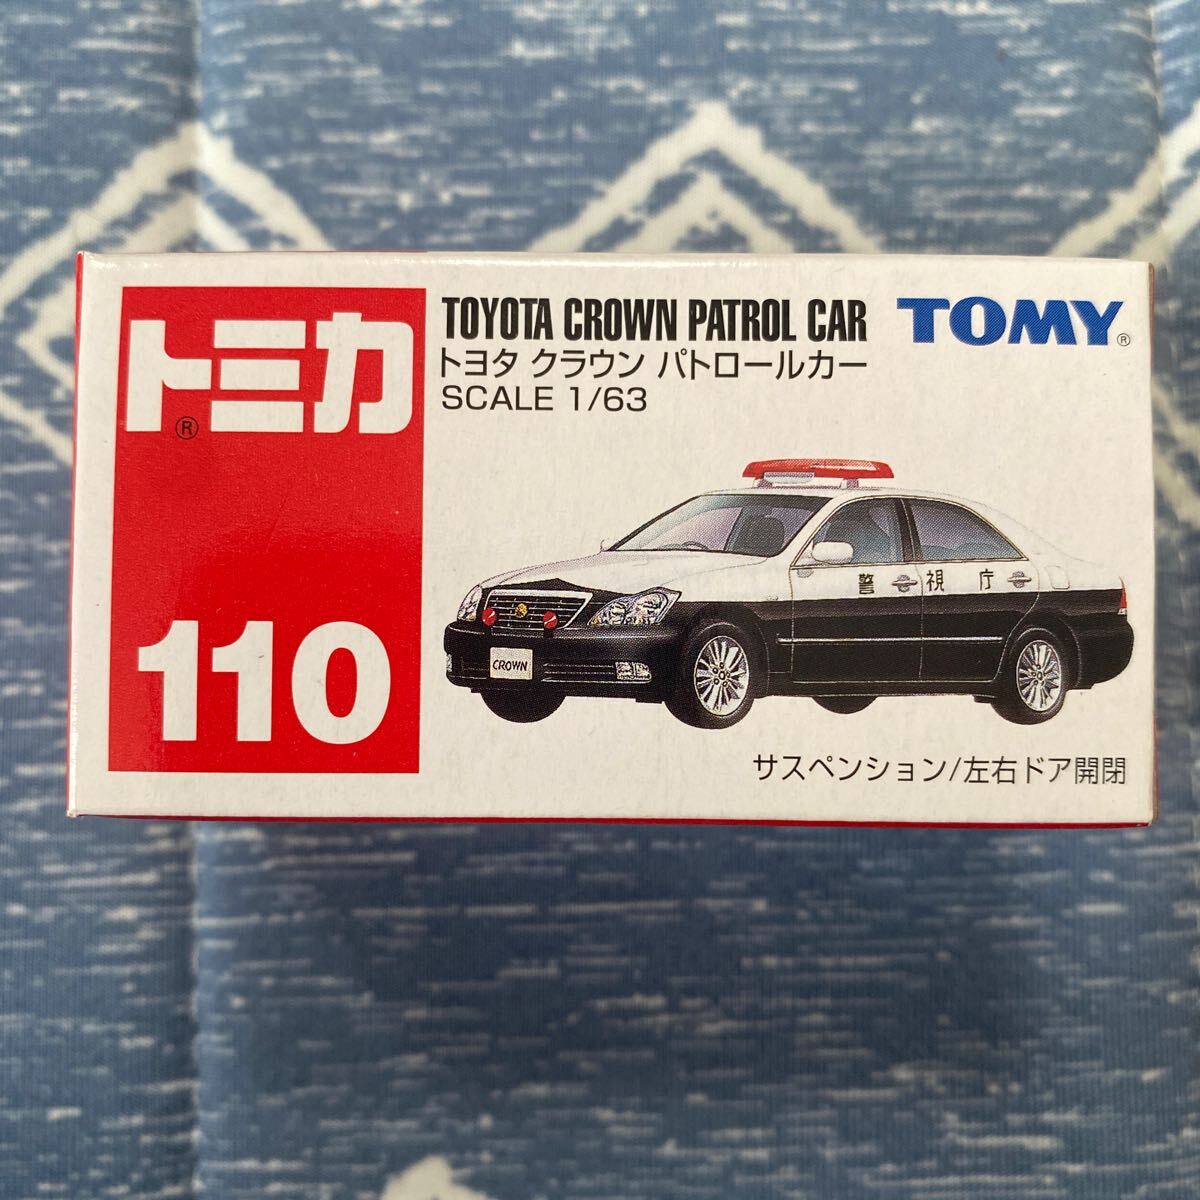 トミカ®
110
TOYOTA CROWN PATROL CAR
トヨタ クラウン パトロールカー
SCALE 1/63
TOMY®
警視庁
CROWN
サスペンション/左右ドア開閉